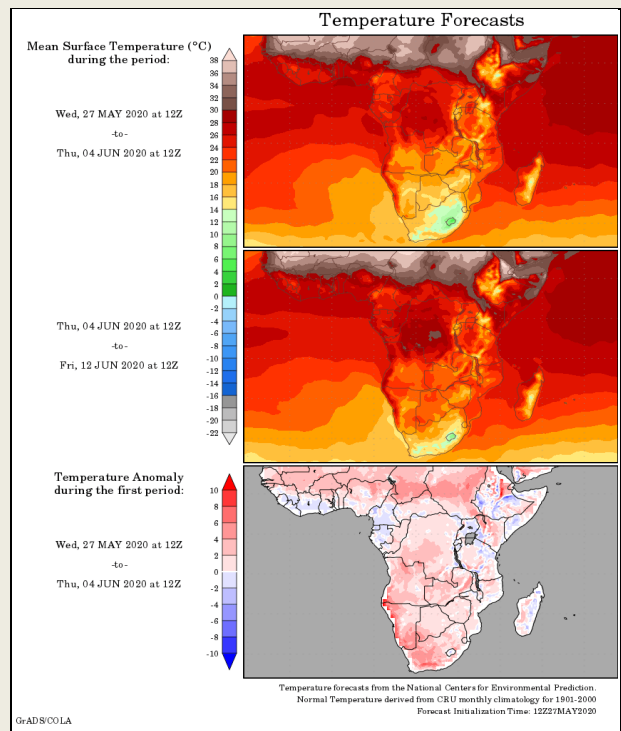 Temperature Forecasts
Mean Surface Temperature (°C)
during the period:
Wed, 27 MAY 2020 at 12Z
-to-
Thu, 04 JUN 2020 at 12Z
38
36
34
32
30
28
26
24
22
20
18
16
14
12
10
8
6
4
2
0
-2
-4
-6
-8
-10
-12
-14
-16
-18
-20
-22
Thu, 04 JUN 2020 at 12Z
-to-
Fri, 12 JUN 2020 at 12Z
Temperature Anomaly
during the first period:
Wed, 27 MAY 2020 at 12Z
-to-
Thu, 04 JUN 2020 at 12Z
10
8
6
4
2
0
-2
-4
-6
-8
-10
Temperature forecasts from the National Centers for Environmental Prediction.
Normal Temperature derived from CRU monthly climatology for 1901-2000
Forecast Initialization Time: 12Z27MAY2020
GrADS/COLA